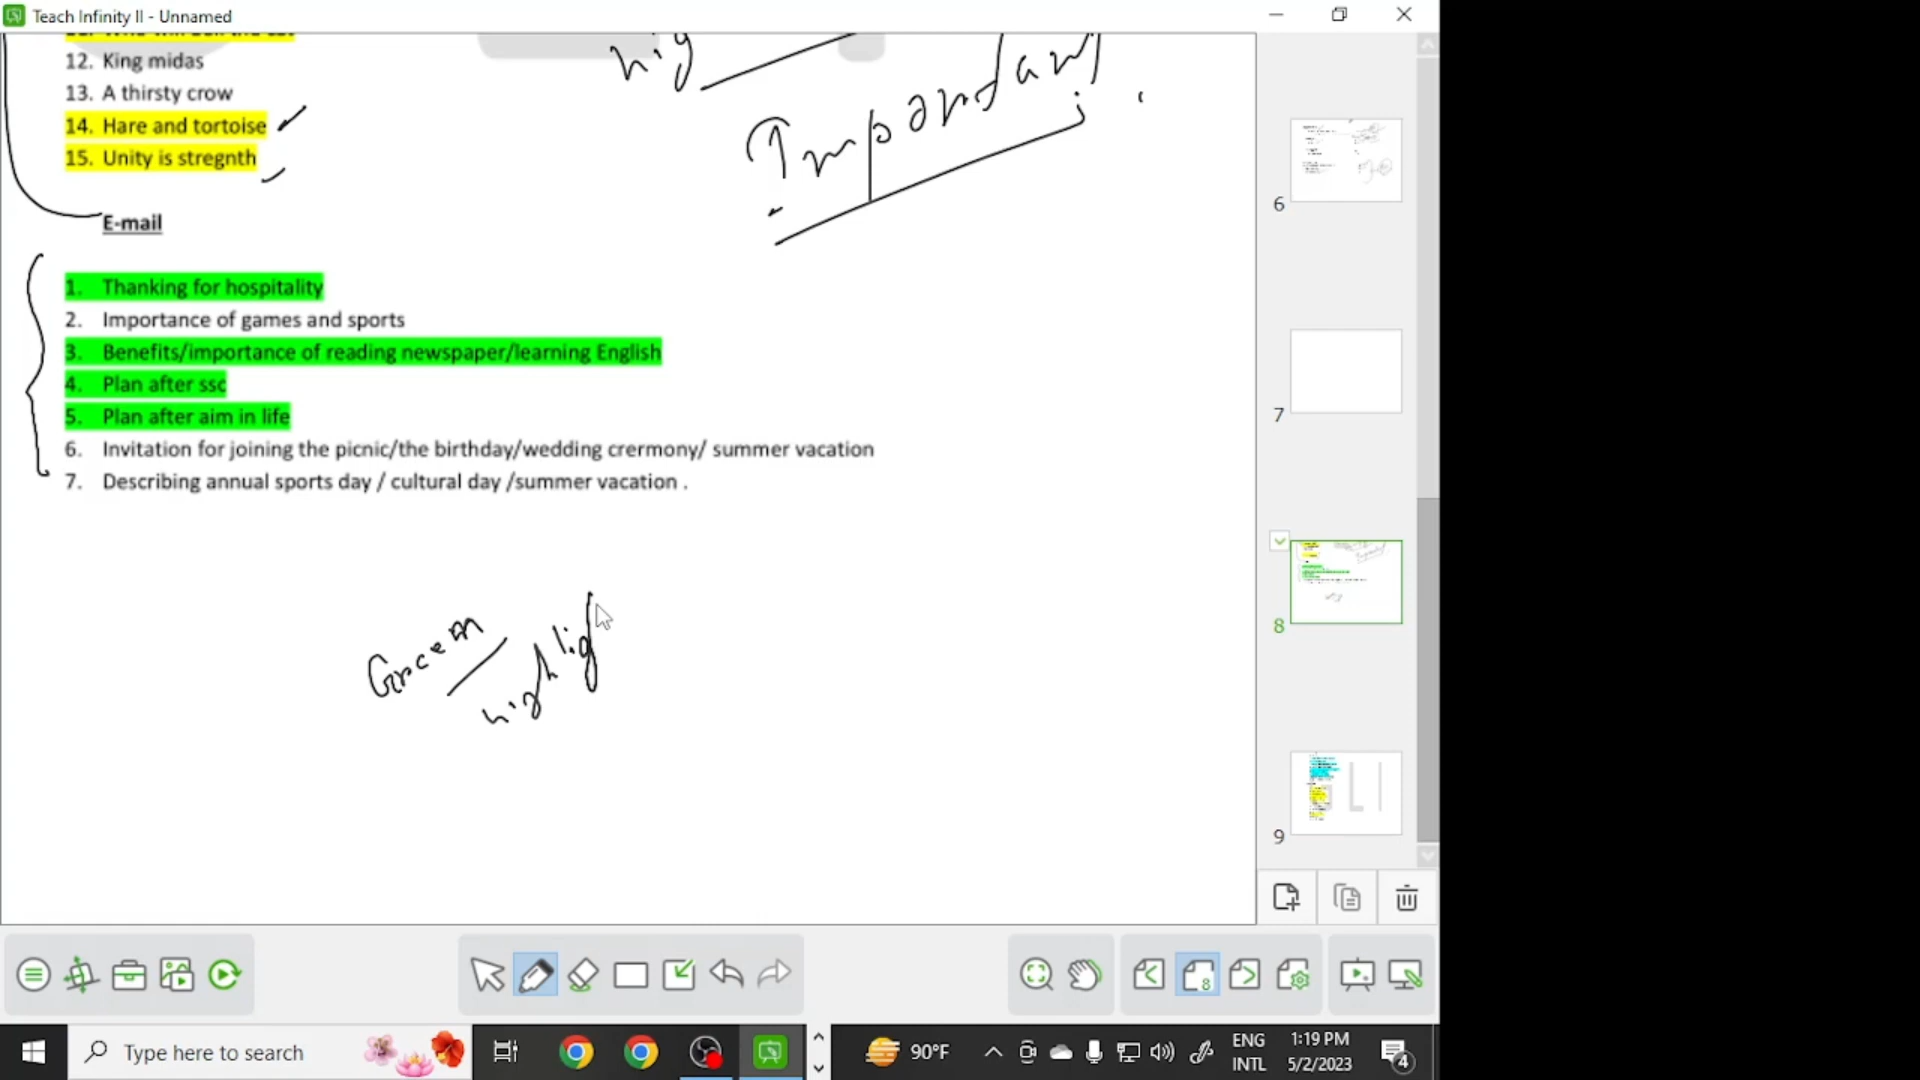 Teach Infinity II - Unnamed
12. King midas
13. A thirsty crow
14. Hare and tortoise
15. Unity is stregnth
hig
Important
E-mail
1. Thanking for hospitality
2. Importance of games and sports
3. Benefits/importance of reading newspaper/learning English
4. Plan after ssc
5. Plan after aim in life
6. Invitation for joining the picnic/the birthday/wedding crermony/ summer vacation
7. Describing annual sports day / cultural day /summer vacation .
Green
highlig
6
7
8
9
8
Type here to search
90°F
ENG
INTL
1:19 PM
5/2/2023
4